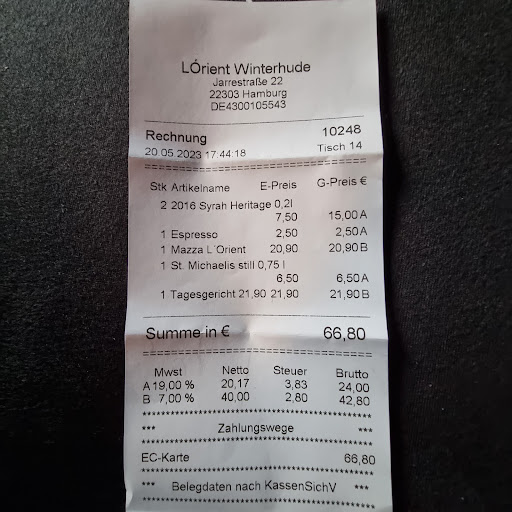 LÓrient Winterhude
Jarrestraße 22
22303 Hamburg
DE4300105543
Rechnung 10248
20.05.2023 17:44:18 Tisch 14
==================================
Stk Artikelname E-Preis G-Preis €
2 2016 Syrah Heritage 0,2l
7,50 15,00 A
1 Espresso 2,50 2,50 A
1 Mazza L´Orient 20,90 20,90 B
1 St. Michaelis still 0,75 l
6,50 6,50 A
1 Tagesgericht 21,90 21,90 21,90 B
==================================
Summe in € 66,80
==================================
Mwst Netto Steuer Brutto
A 19,00 % 20,17 3,83 24,00
B 7,00 % 40,00 2,80 42,80
******************************************
*** Zahlungswege ***
******************************************
EC-Karte 66,80
******************************************
*** Belegdaten nach KassenSichV ***
******************************************